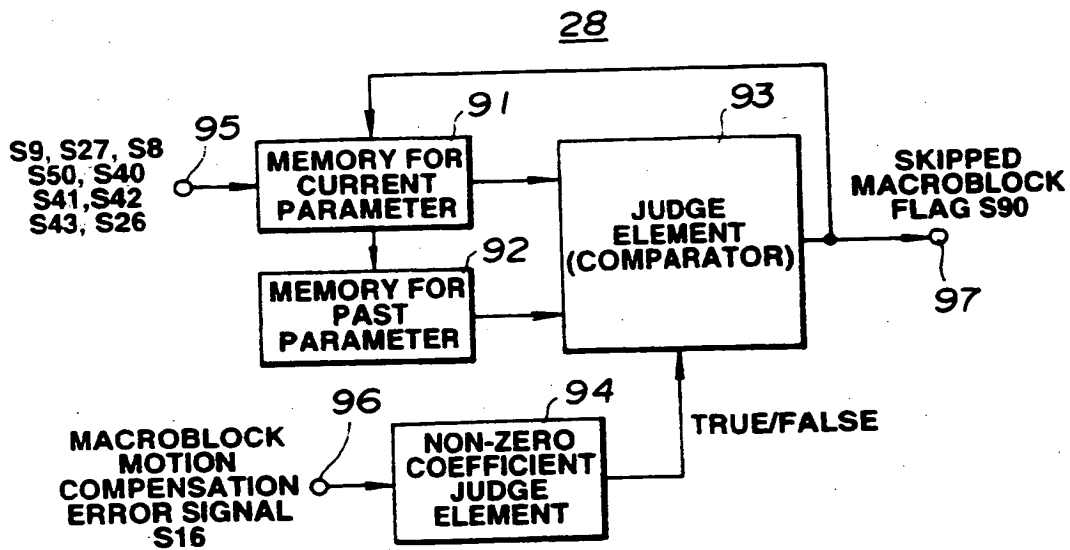 28
91
93
95
S9, S27, S8
S50, S40
S41,S42
S43, S26
MEMORY FOR
CURRENT
PARAMETER
JUDGE
ELEMENT
(COMPARATOR)
SKIPPED
MACROBLOCK
FLAG S90
92
MEMORY FOR
PAST
PARAMETER
97
96
94
TRUE/FALSE
MACROBLOCK
MOTION
COMPENSATION
ERROR SIGNAL
S16
NON-ZERO
COEFFICIENT
JUDGE
ELEMENT